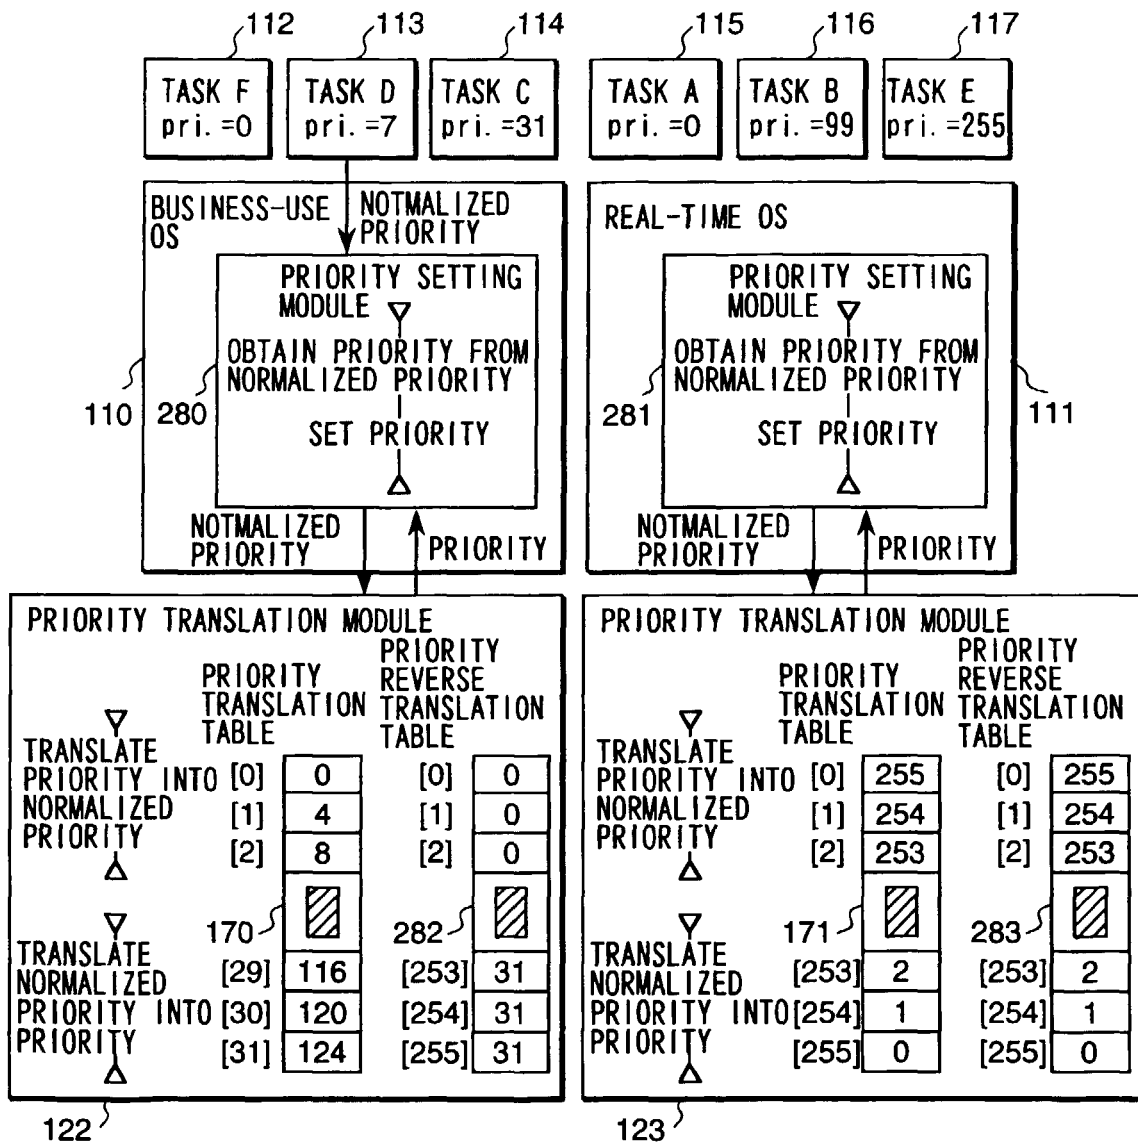 112
113
114
115
116
117
TASK F
pri.=0
TASK D
pri.=7
TASK C
pri.=31
TASK A
pri.=0
TASK B
pri.=99
TASK E
pri.=255
BUSINESS-USE
OS
NOTMALIZED
PRIORITY
PRIORITY SETTING
MODULE
OBTAIN PRIORITY FROM
NORMALIZED PRIORITY
SET PRIORITY
110
280
NOTMALIZED
PRIORITY
PRIORITY
REAL-TIME OS
PRIORITY SETTING
MODULE
OBTAIN PRIORITY FROM
NORMALIZED PRIORITY
SET PRIORITY
281
111
NOTMALIZED
PRIORITY
PRIORITY
PRIORITY TRANSLATION MODULE
PRIORITY
TRANSLATION
TABLE
PRIORITY
REVERSE
TRANSLATION
TABLE
TRANSLATE
PRIORITY INTO
NORMALIZED
PRIORITY
[0] 0
[1] 4
[2] 8
170
[29] 116
[30] 120
[31] 124
[0] 0
[1] 0
[2] 0
282
[253] 31
[254] 31
[255] 31
TRANSLATE
NORMALIZED
PRIORITY INTO
PRIORITY
122
PRIORITY TRANSLATION MODULE
PRIORITY
TRANSLATION
TABLE
PRIORITY
REVERSE
TRANSLATION
TABLE
TRANSLATE
PRIORITY INTO
NORMALIZED
PRIORITY
[0] 255
[1] 254
[2] 253
171
[253] 2
[254] 1
[255] 0
[0] 255
[1] 254
[2] 253
283
[253] 2
[254] 1
[255] 0
TRANSLATE
NORMALIZED
PRIORITY INTO
PRIORITY
123